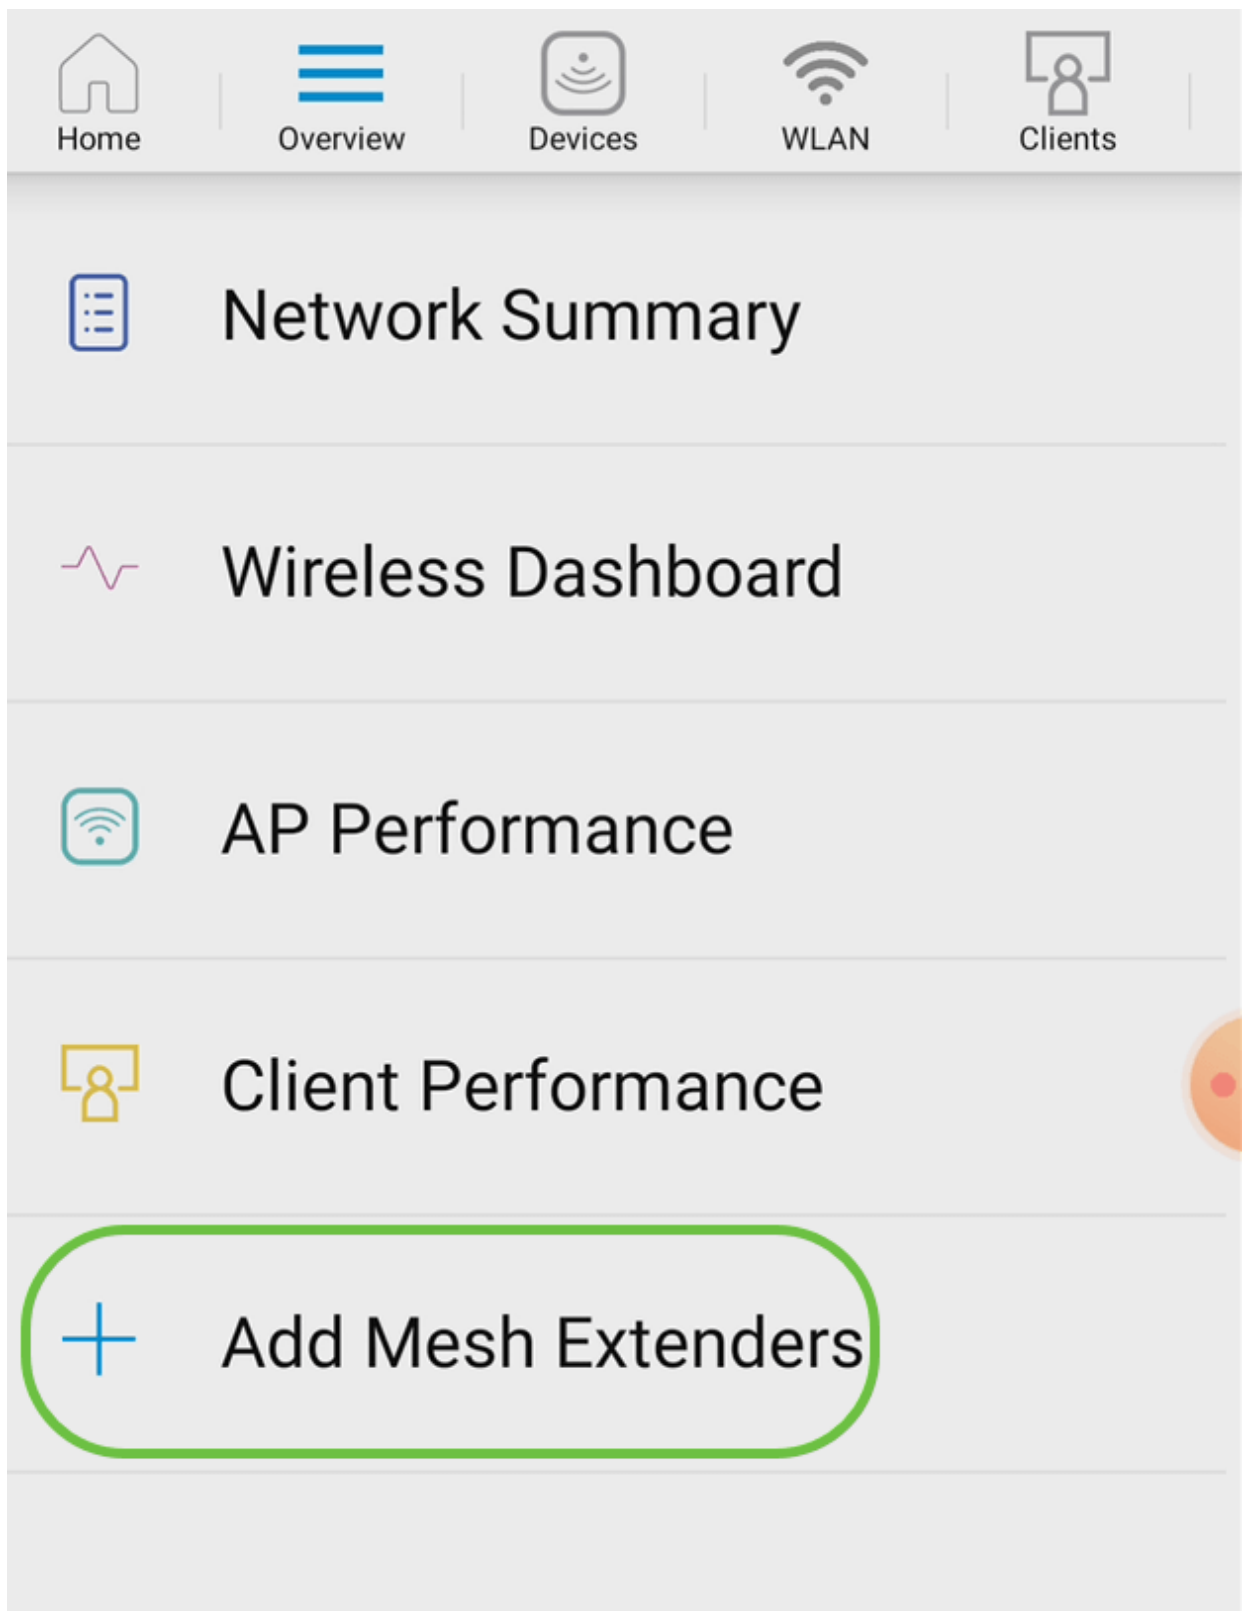 Home
Overview
Devices
WLAN
Clients
Network Summary
Wireless Dashboard
AP Performance
Client Performance
Add Mesh Extenders